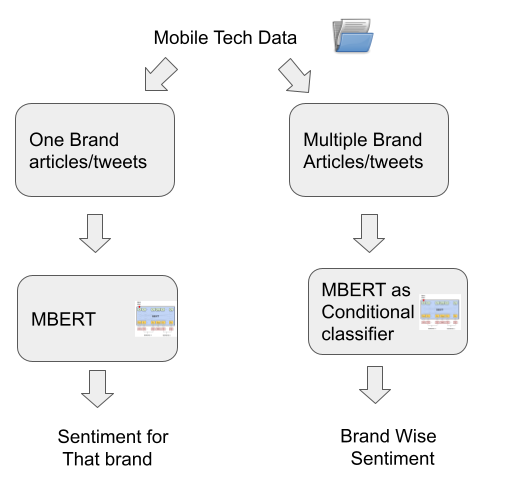 Mobile Tech Data
One Brand
articles/tweets
Multiple Brand
Articles/tweets
MBERT
MBERT as
Conditional
classifier
Sentiment for
That brand
Brand Wise
Sentiment